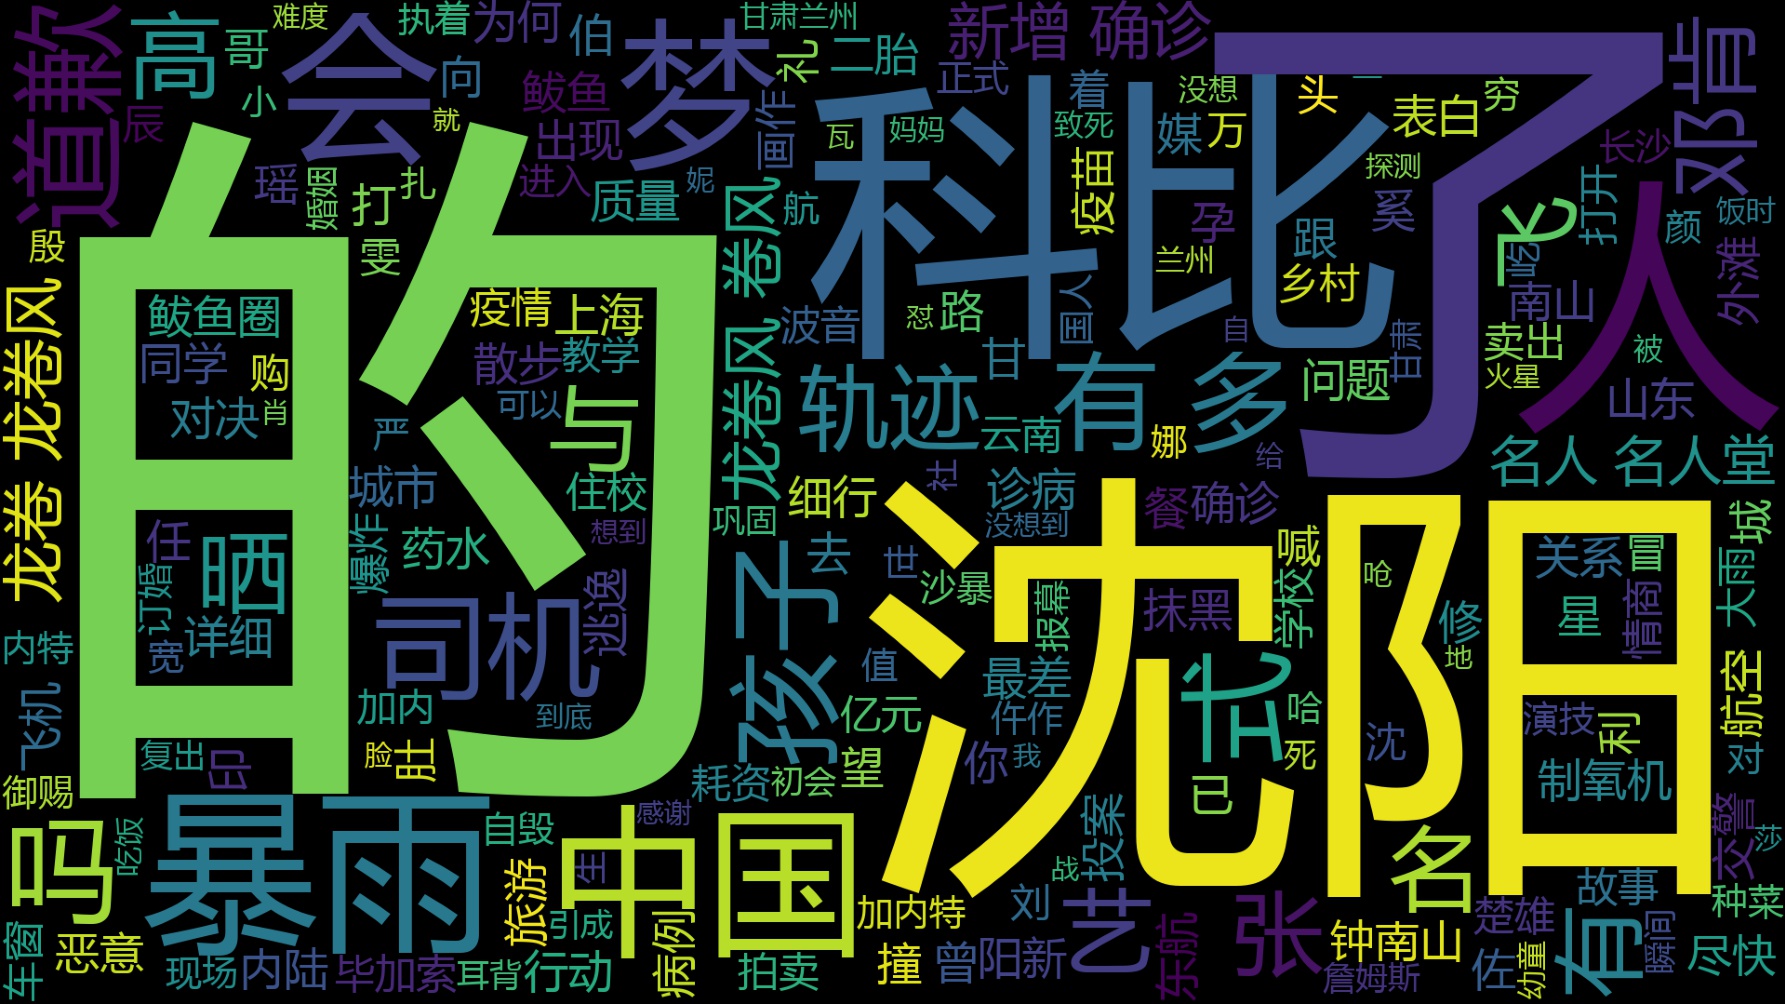 道歉
高
哥
难度
小
会
执着
向
就
为何
伯
梦
甘肃兰州
礼
二胎
新增 确诊
正式
着
没想
一
头
穷
表白
邓肯
辰
瑶
婚姻
打
扎
鲅鱼
出现
进入
质量
妮
画作
瓦
妈妈
致死
疫苗
媒
万
探测
长沙
的
科比
了
人
殷
雯
航
孕
跟
奚
飞
打开
颜
饭时
外滩
兰州
乡村
吃
南山
龙卷 龙卷风
鲅鱼圈
疫情
上海
龙卷风 卷风
波音
怼
路
国人
自
甘肃
卖出
被
火星
同学
购
散步
教学
甘
问题
山东
对决
肖
可以
与
轨迹
有
多
严
云南
娜
给
名人 名人堂
城市
住校
细行
社
诊病
餐
确诊
任
晒
爆炸
药水
想到
巩固
没想到
沈阳
喊
城
去
世
沙暴
呛
关系
冒
大雨
订婚
详细
宽
司机
逃逸
孩子
报幕
抹黑
学校
修
星
情商
地
内特
值
最差
式
航空
飞机
加内
到底
亿元
仵作
哈
沈
演技
利
复出
印
脸
肚
耗资
初会
望
你
我
已
死
制氧机
对
御赐
吗
吃饭
暴雨
自毁
中国
感谢
投案
名
交警
莎
旅游
生
战
故事
车窗
恶意
引成
病例
加内特
刘
艺
张
楚雄
有
种菜
现场
内陆
毕加索
耳背
行动
拍卖
撞
曾
阳新
东航
钟南山
詹姆斯
佐
幼童
瞬间
尽快